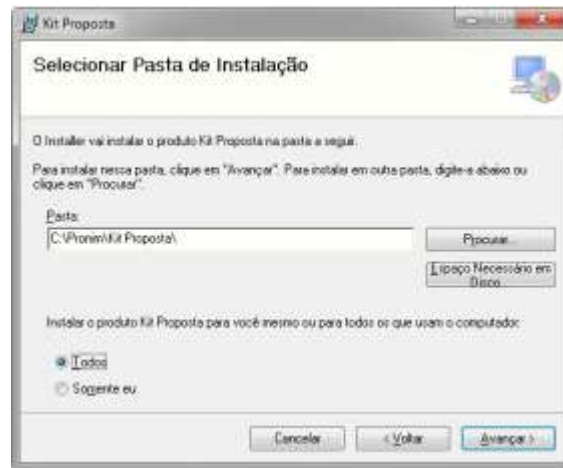 Kit Proposta
Selecionar Pasta de Instalação
O Installer vai instalar o produto Kit Proposta na pasta a seguir.
Para instalar nessa pasta, clique em "Avançar". Para instalar em outra pasta, digite-a abaixo ou
clique em "Procurar".
Pasta:
C:\Pronim\Kit Proposta\
Procurar...
Espaço Necessário em
Disco...
Instalar o produto Kit Proposta para você mesmo ou para todos os que usam o computador:
Todos
Somente eu
Cancelar
< Voltar
Avançar >